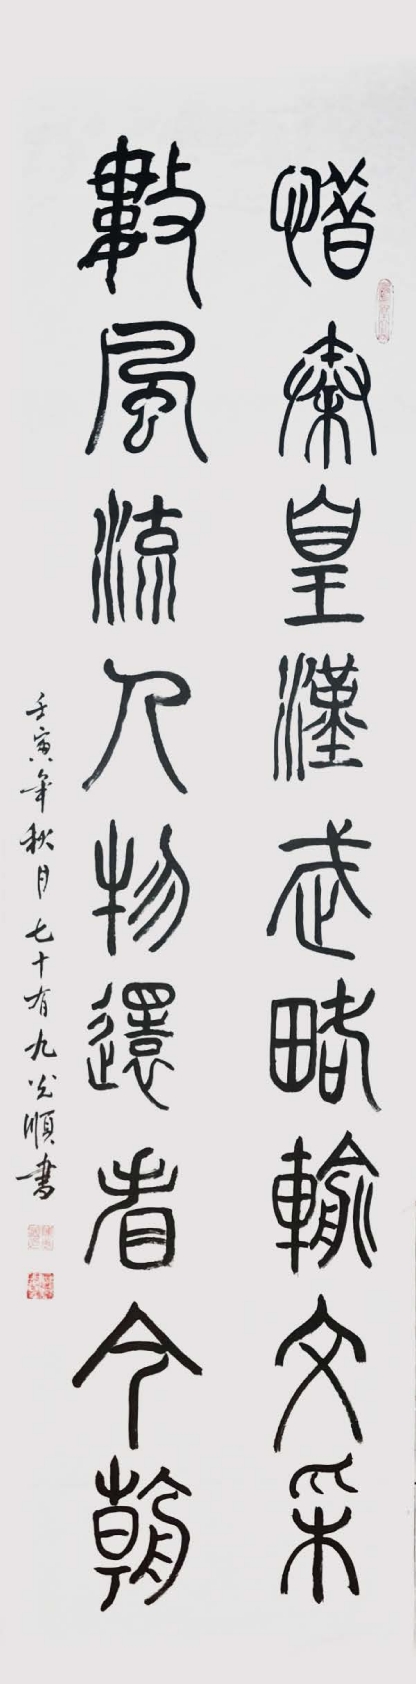 惜秦皇漢武略輸文采
數風流人物還看今朝
壬寅年秋月七十有九光順書